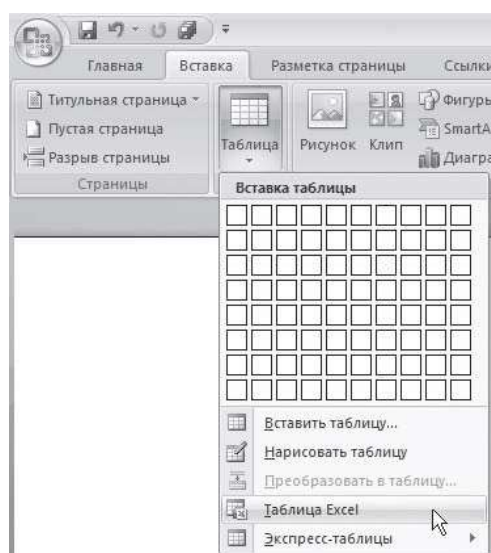 Главная Вставка Разметка страницы Ссылки
Титульная страница
Пустая страница
Разрыв страницы
Страницы
Таблица
Рисунок
Клип
Фигуры
SmartA
Диагра
Вставка таблицы
Вставить таблицу...
Нарисовать таблицу
Преобразовать в таблицу...
Таблица Excel
Экспресс-таблицы